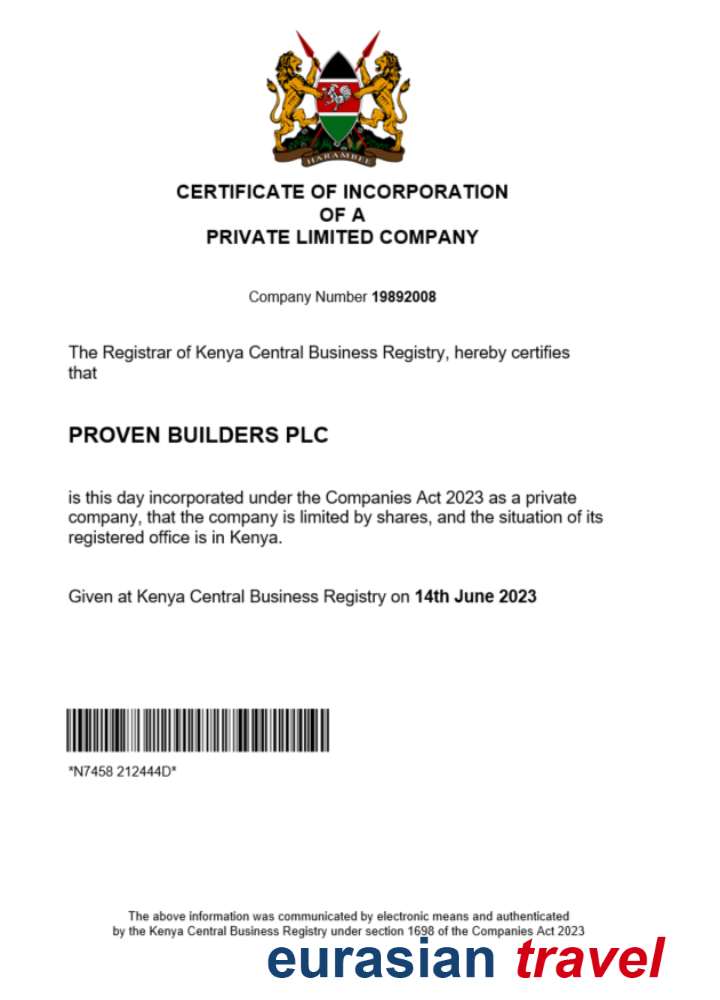 HARAMBEE
CERTIFICATE OF INCORPORATION
OF A
PRIVATE LIMITED COMPANY
Company Number 19892008
The Registrar of Kenya Central Business Registry, hereby certifies
that
PROVEN BUILDERS PLC
is this day incorporated under the Companies Act 2023 as a private
company, that the company is limited by shares, and the situation of its
registered office is in Kenya.
Given at Kenya Central Business Registry on 14th June 2023
*N7458 212444D*
The above information was communicated by electronic means and authenticated
by the Kenya Central Business Registry under section 1698 of the Companies Act 2023
eurasian travel